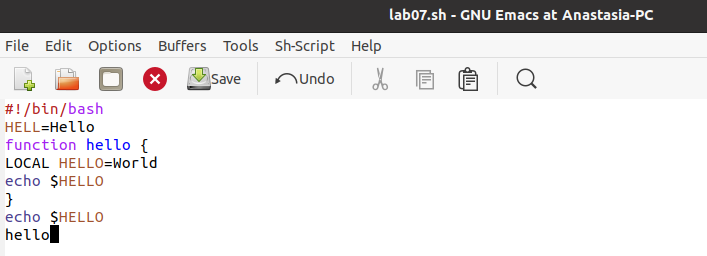 lab07.sh - GNU Emacs at Anastasia-PC
File Edit Options Buffers Tools Sh-Script Help
Save Undo
#!/bin/bash
HELL=Hello
function hello {
LOCAL HELLO=World
echo $HELLO
}
echo $HELLO
hello